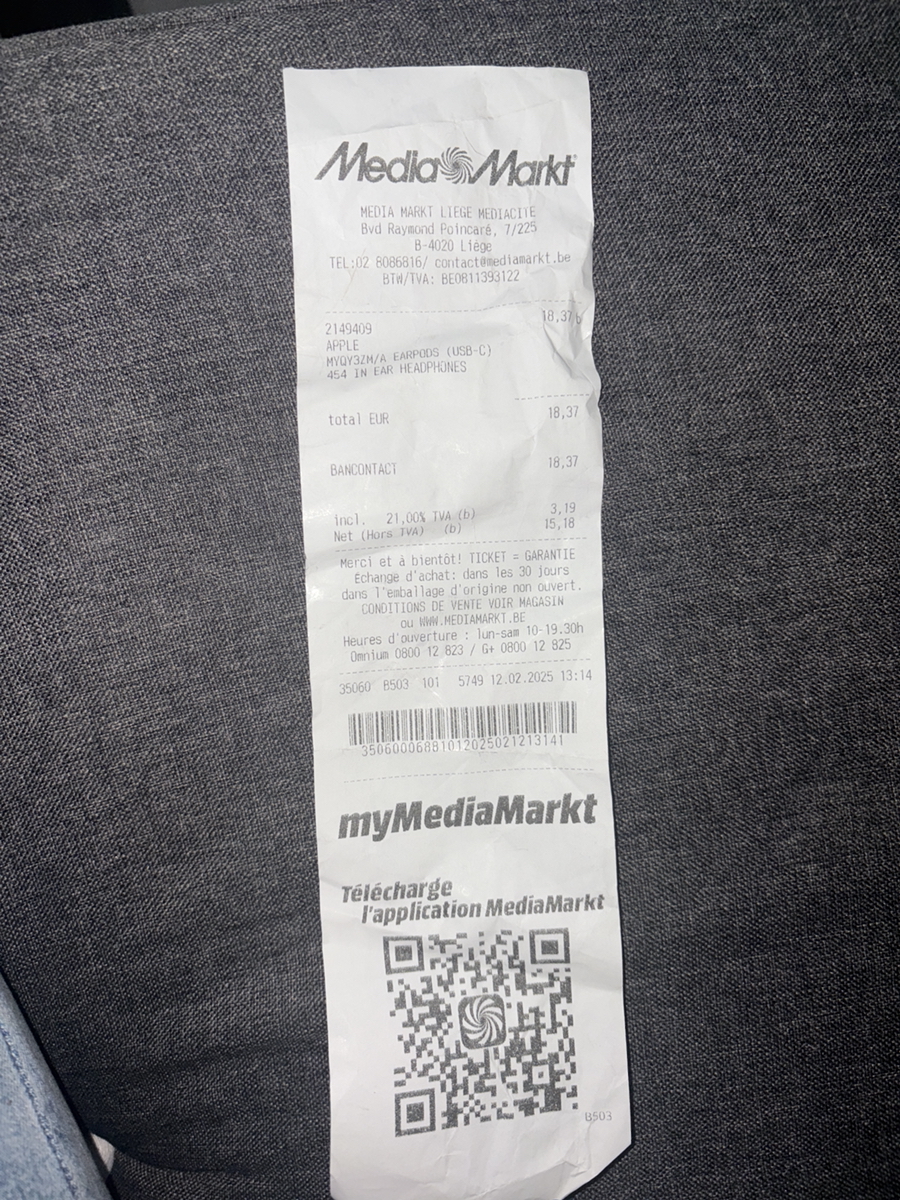 Media Markt
MEDIA MARKT LIEGE MEDIACITE
Bvd Raymond Poincaré, 7/225
B-4020 Liége
TEL:02 8086816/ contact@mediamarkt.be
BTW/TVA: BE0811393122
2149409 18,37 b
APPLE
MYQY3ZM/A EARPODS (USB-C)
454 IN EAR HEADPHONES
total EUR 18,37
BANCONTACT 18,37
incl. 21,00% TVA (b) 3,19
Net (Hors TVA) (b) 15,18
Merci et à bientôt! TICKET = GARANTIE
Échange d'achat: dans les 30 jours
dans l'emballage d'origine non ouvert.
CONDITIONS DE VENTE VOIR MAGASIN
ou WWW.MEDIAMARKT.BE
Heures d'ouverture : lun-sam 10-19.30h
Omnium 0800 12 823 / G+ 0800 12 825
35060 B503 101 5749 12.02.2025 13:14
35060006881012025021213141
myMediaMarkt
Télécharge
l'application MediaMarkt
B503